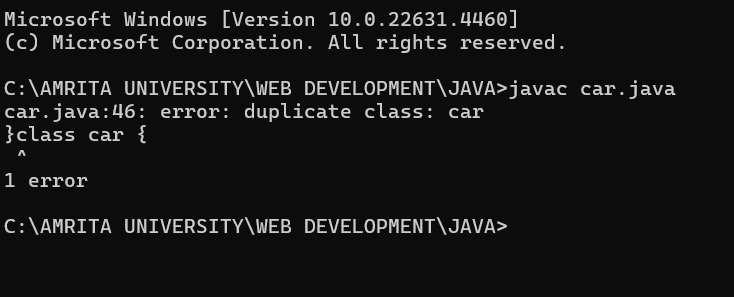 Microsoft Windows [Version 10.0.22631.4460]
(c) Microsoft Corporation. All rights reserved.
C:\AMRITA UNIVERSITY\WEB DEVELOPMENT\JAVA>javac car.java
car.java:46: error: duplicate class: car
}class car {
^
1 error
C:\AMRITA UNIVERSITY\WEB DEVELOPMENT\JAVA>